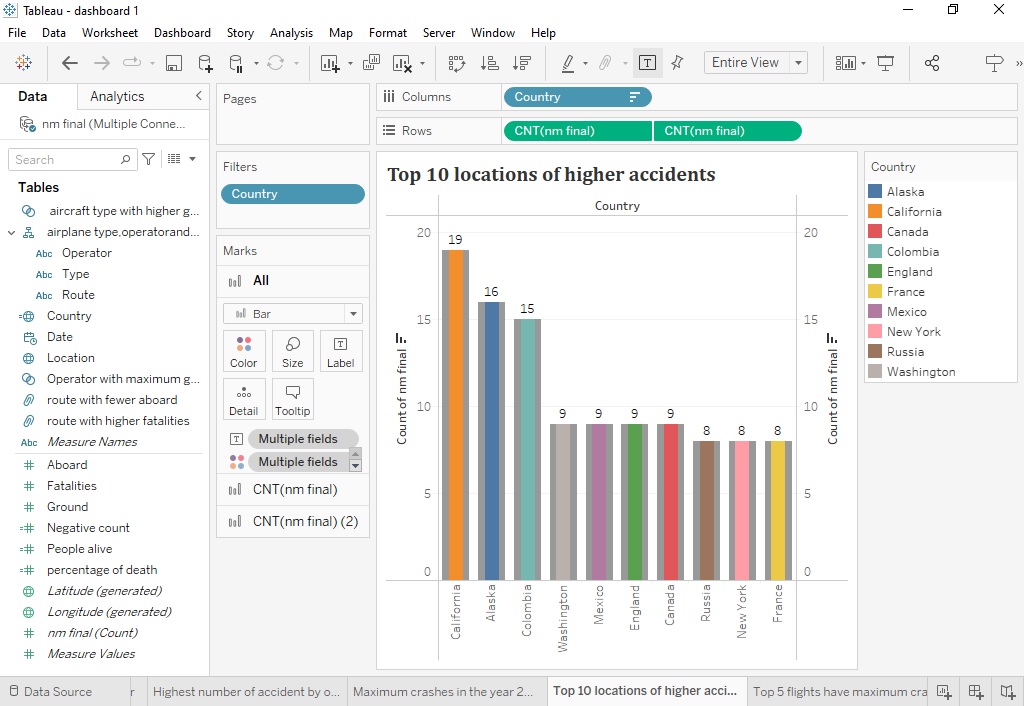 Tableau - dashboard 1
File Data Worksheet Dashboard Story Analysis Map Format Server Window Help
T Entire View »
Data Analytics
nm final (Multiple Conne...
Search
Tables
aircraft type with higher g...
airplane type,operatorand...
Abc Operator
Abc Type
Abc Route
Country
Date
Location
Operator with maximum g...
route with fewer aboard
route with higher fatalities
Abc Measure Names
Aboard
Fatalities
Ground
Negative count
People alive
percentage of death
Latitude (generated)
Longitude (generated)
nm final (Count)
Measure Values
Pages
Filters
Country
Marks
All
Bar
Color Size Label
Detail Tooltip
Multiple fields
Multiple fields
CNT(nm final)
CNT(nm final) (2)
Columns Country
Rows CNT(nm final) CNT(nm final)
Top 10 locations of higher accidents
Country
20
15
10
5
0
Count of nm final
19
16
15
9
9
9
9
8
8
8
20
15
10
5
0
Count of nm final
California
Alaska
Colombia
Washington
Mexico
England
Canada
Russia
New York
France
Country
Alaska
California
Canada
Colombia
England
France
Mexico
New York
Russia
Washington
Data Source r Highest number of accident by o... Maximum crashes in the year 2... Top 10 locations of higher acci... Top 5 flights have maximum cra